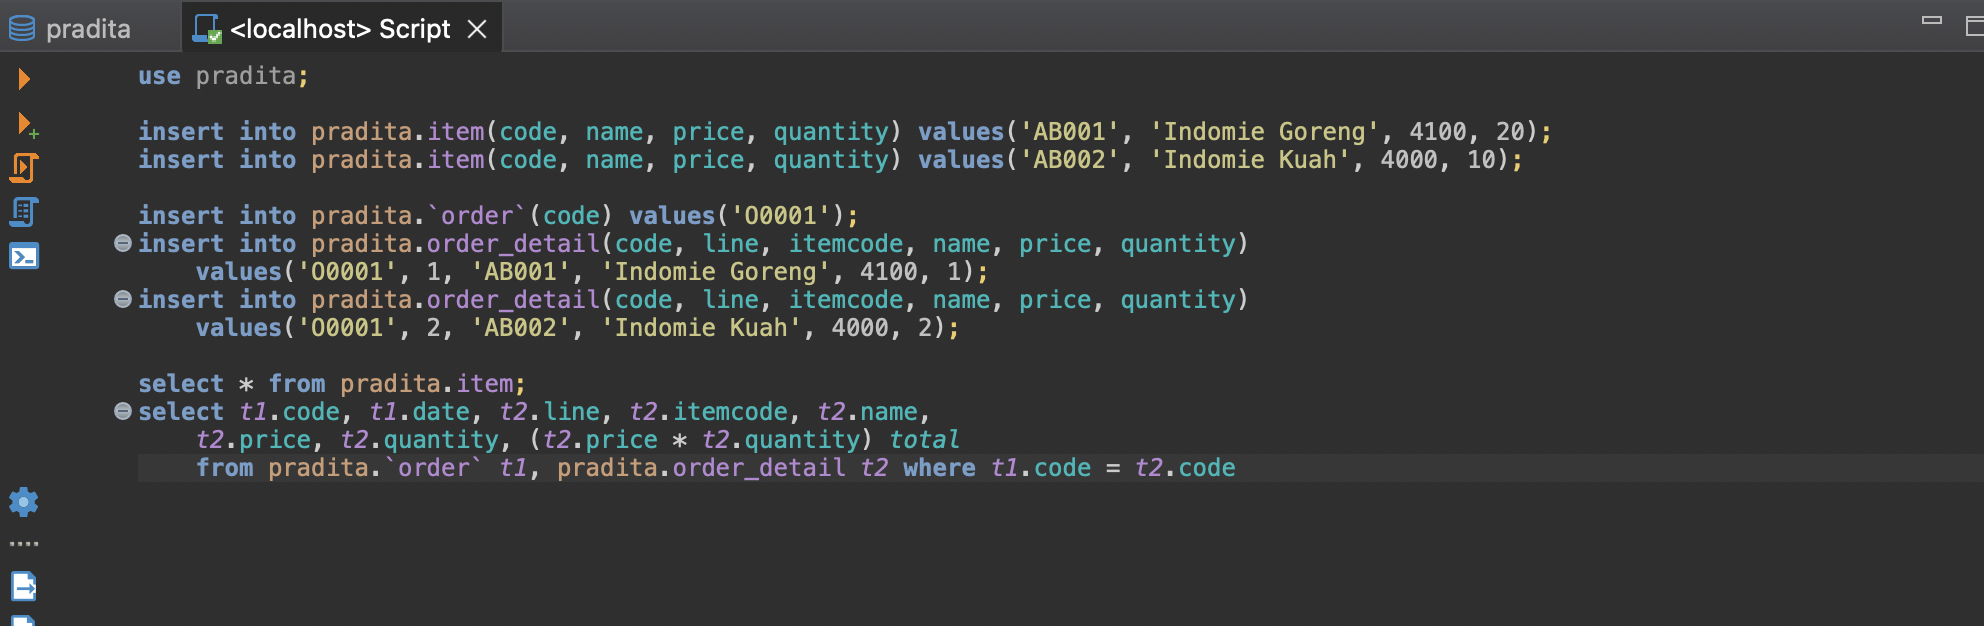 pradita
<localhost> Script
use pradita;
insert into pradita.item(code, name, price, quantity) values('AB001', 'Indomie Goreng', 4100, 20);
insert into pradita.item(code, name, price, quantity) values('AB002', 'Indomie Kuah', 4000, 10);
insert into pradita.`order`(code) values('O0001');
insert into pradita.order_detail(code, line, itemcode, name, price, quantity)
values('O0001', 1, 'AB001', 'Indomie Goreng', 4100, 1);
insert into pradita.order_detail(code, line, itemcode, name, price, quantity)
values('O0001', 2, 'AB002', 'Indomie Kuah', 4000, 2);
select * from pradita.item;
select t1.code, t1.date, t2.line, t2.itemcode, t2.name,
t2.price, t2.quantity, (t2.price * t2.quantity) total
from pradita.`order` t1, pradita.order_detail t2 where t1.code = t2.code